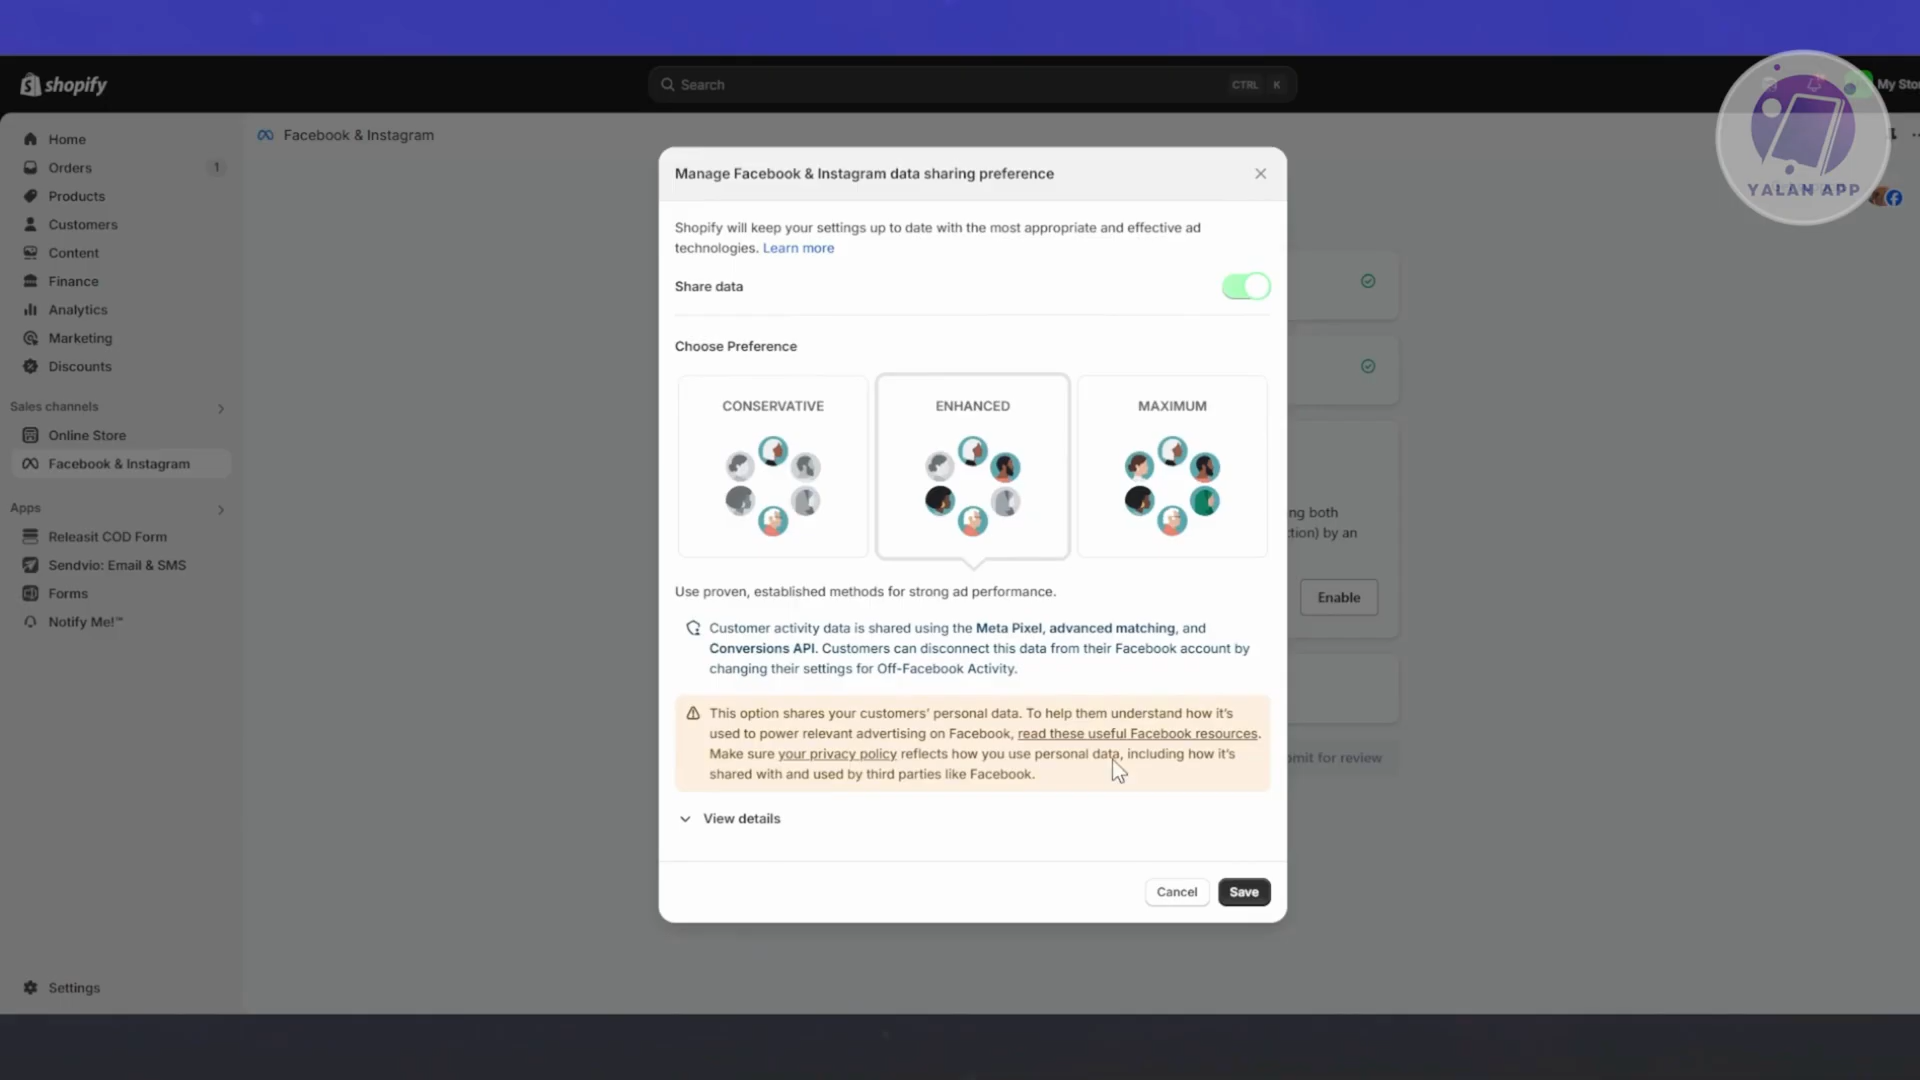 shopify
Search
CTRL K
My Sto
YALAN APP
Home
Orders 1
Products
Customers
Content
Finance
Analytics
Marketing
Discounts
Sales channels
Online Store
Facebook & Instagram
Apps
Releasit COD Form
Sendvio: Email & SMS
Forms
Notify Me!™
Settings
Facebook & Instagram
Manage Facebook & Instagram data sharing preference
Shopify will keep your settings up to date with the most appropriate and effective ad
technologies. Learn more
Share data
Choose Preference
CONSERVATIVE
ENHANCED
MAXIMUM
Use proven, established methods for strong ad performance.
Customer activity data is shared using the Meta Pixel, advanced matching, and
Conversions API. Customers can disconnect this data from their Facebook account by
changing their settings for Off-Facebook Activity.
This option shares your customers' personal data. To help them understand how it's
used to power relevant advertising on Facebook, read these useful Facebook resources.
Make sure your privacy policy reflects how you use personal data, including how it's
shared with and used by third parties like Facebook.
View details
Cancel
Save
ng both
tion) by an
Enable
mit for review